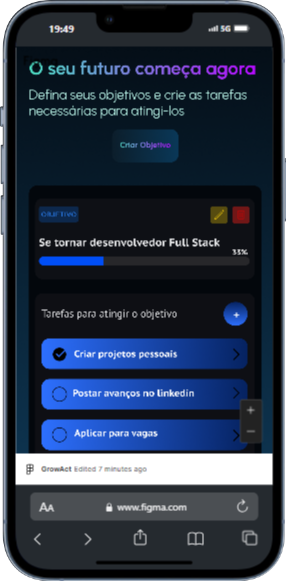 19:49
5G
O seu futuro começa agora
Defina seus objetivos e crie as tarefas
necessárias para atingi-los
Criar Objetivo
OBJETIVO
Se tornar desenvolvedor Full Stack
33%
Tarefas para atingir o objetivo
+
Criar projetos pessoais
Postar avanços no linkedin
Aplicar para vagas
+
−
GrowAct Edited 7 minutes ago
AA
www.figma.com